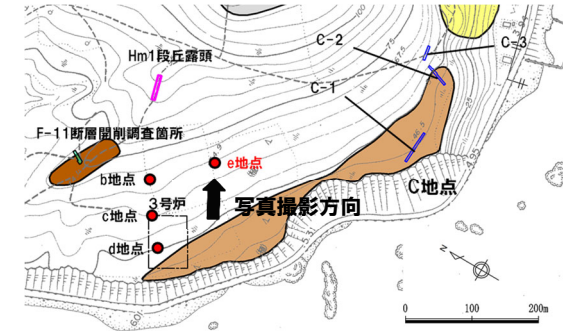 C-2
C-3
Hm1段丘露頭
C-1
F-11断層開削調査箇所
e地点
b地点
C地点
3号炉
c地点
写真撮影方向
d地点
N
0 100 200m